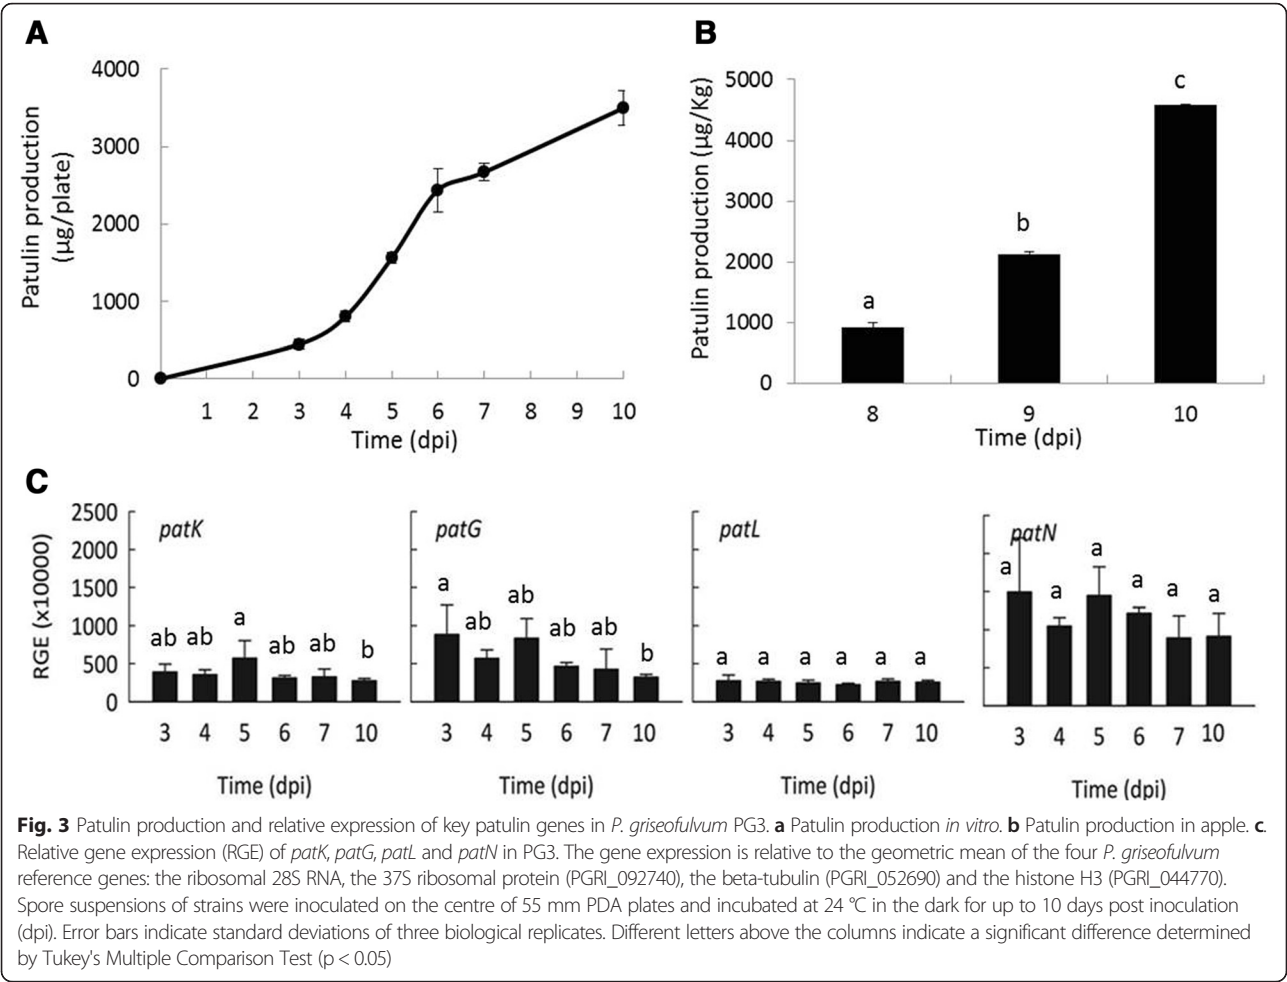 A
Patulin production
(µg/plate)
4000
3000
2000
1000
0
1 2 3 4 5 6 7 8 9 10
Time (dpi)
B
Patulin production (µg/Kg)
5000
4000
3000
2000
1000
0
a
b
c
8 9 10
Time (dpi)
C
RGE (x10000)
2500
2000
1500
1000
500
0
patK
ab ab a ab ab b
3 4 5 6 7 10
Time (dpi)
patG
a ab ab ab ab b
3 4 5 6 7 10
Time (dpi)
patL
a a a a a a
3 4 5 6 7 10
Time (dpi)
patN
a a a a a a
3 4 5 6 7 10
Time (dpi)
Fig. 3 Patulin production and relative expression of key patulin genes in P. griseofulvum PG3. a Patulin production in vitro. b Patulin production in apple. c.
Relative gene expression (RGE) of patK, patG, patL and patN in PG3. The gene expression is relative to the geometric mean of the four P. griseofulvum
reference genes: the ribosomal 28S RNA, the 37S ribosomal protein (PGRI_092740), the beta-tubulin (PGRI_052690) and the histone H3 (PGRI_044770).
Spore suspensions of strains were inoculated on the centre of 55 mm PDA plates and incubated at 24 °C in the dark for up to 10 days post inoculation
(dpi). Error bars indicate standard deviations of three biological replicates. Different letters above the columns indicate a significant difference determined
by Tukey's Multiple Comparison Test (p < 0.05)